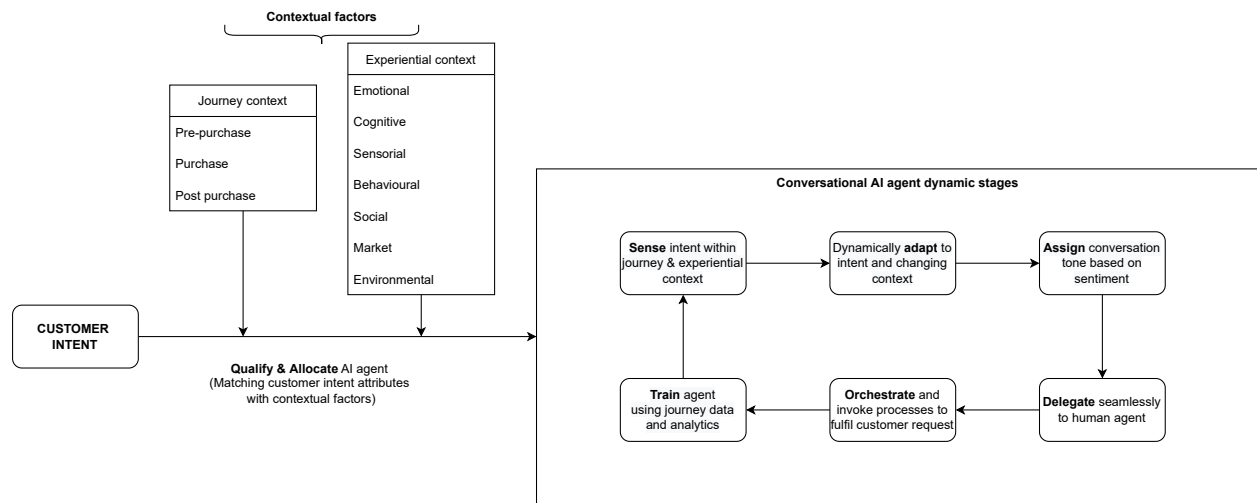 Contextual factors
Journey context
Pre-purchase
Purchase
Post purchase
Experiential context
Emotional
Cognitive
Sensorial
Behavioural
Social
Market
Environmental
CUSTOMER
INTENT
Qualify & Allocate AI agent
(Matching customer intent attributes
with contextual factors)
Conversational AI agent dynamic stages
Sense intent within
journey & experiential
context
Dynamically adapt to
intent and changing
context
Assign conversation
tone based on
sentiment
Delegate seamlessly
to human agent
Orchestrate and
invoke processes to
fulfil customer request
Train agent
using journey data
and analytics